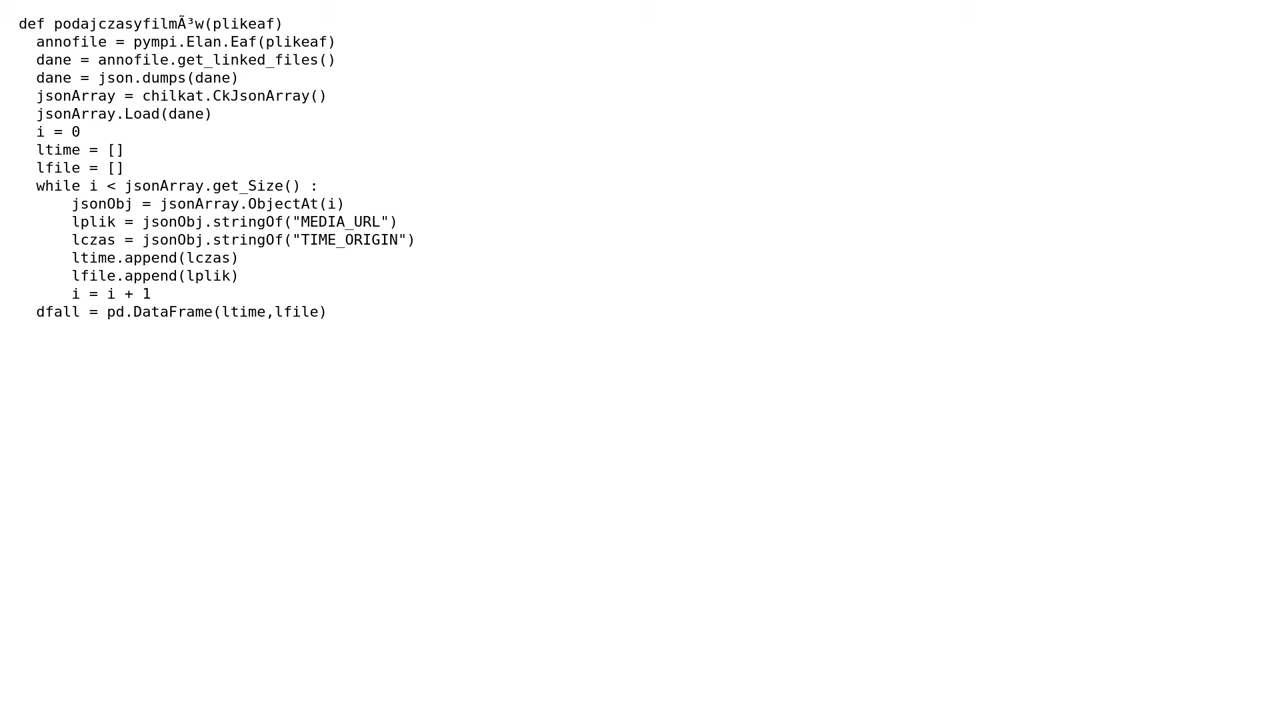 def podajczasyfilmÃ³w(plikeaf)
  annofile = pympi.Elan.Eaf(plikeaf)
  dane = annofile.get_linked_files()
  dane = json.dumps(dane)
  jsonArray = chilkat.CkJsonArray()
  jsonArray.Load(dane)
  i = 0
  ltime = []
  lfile = []
  while i < jsonArray.get_Size() :
      jsonObj = jsonArray.ObjectAt(i)
      lplik = jsonObj.stringOf("MEDIA_URL")
      lczas = jsonObj.stringOf("TIME_ORIGIN")
      ltime.append(lczas)
      lfile.append(lplik)
      i = i + 1
  dfall = pd.DataFrame(ltime,lfile)